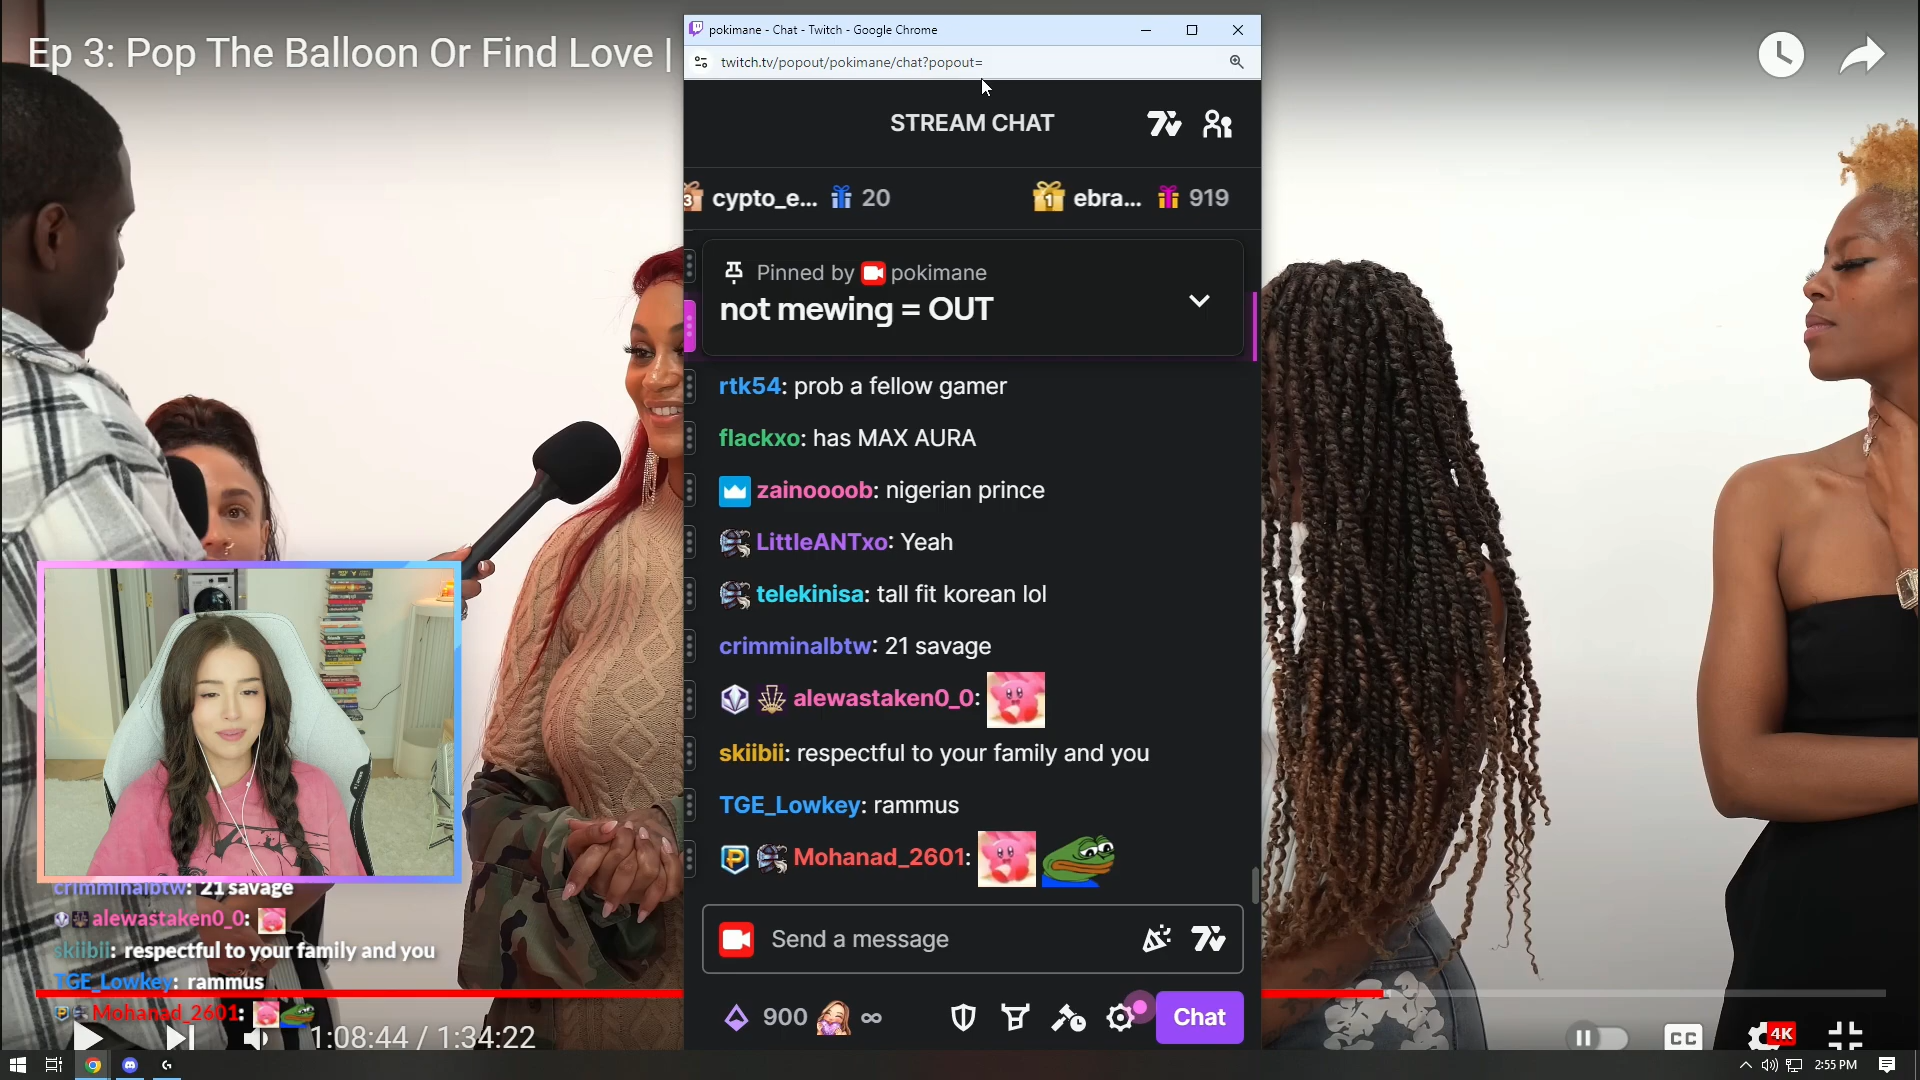 Ep 3: Pop The Balloon Or Find Love |
pokimane - Chat - Twitch - Google Chrome
twitch.tv/popout/pokimane/chat?popout=
STREAM CHAT
3 cypto_e... 20
1 ebra... 919
Pinned by pokimane
not mewing = OUT
rtk54: prob a fellow gamer
flackxo: has MAX AURA
zainoooob: nigerian prince
LittleANTxo: Yeah
telekinisa: tall fit korean lol
crimminalbtw: 21 savage
alewastaken0_0:
skiibii: respectful to your family and you
TGE_Lowkey: rammus
Mohanad_2601:
Send a message
900 ∞
Chat
crimminalbtw: 21 savage
alewastaken0_0:
skiibii: respectful to your family and you
TGE_Lowkey: rammus
Mohanad_2601:
1:08:44 / 1:34:22
CC
4K
2:55 PM